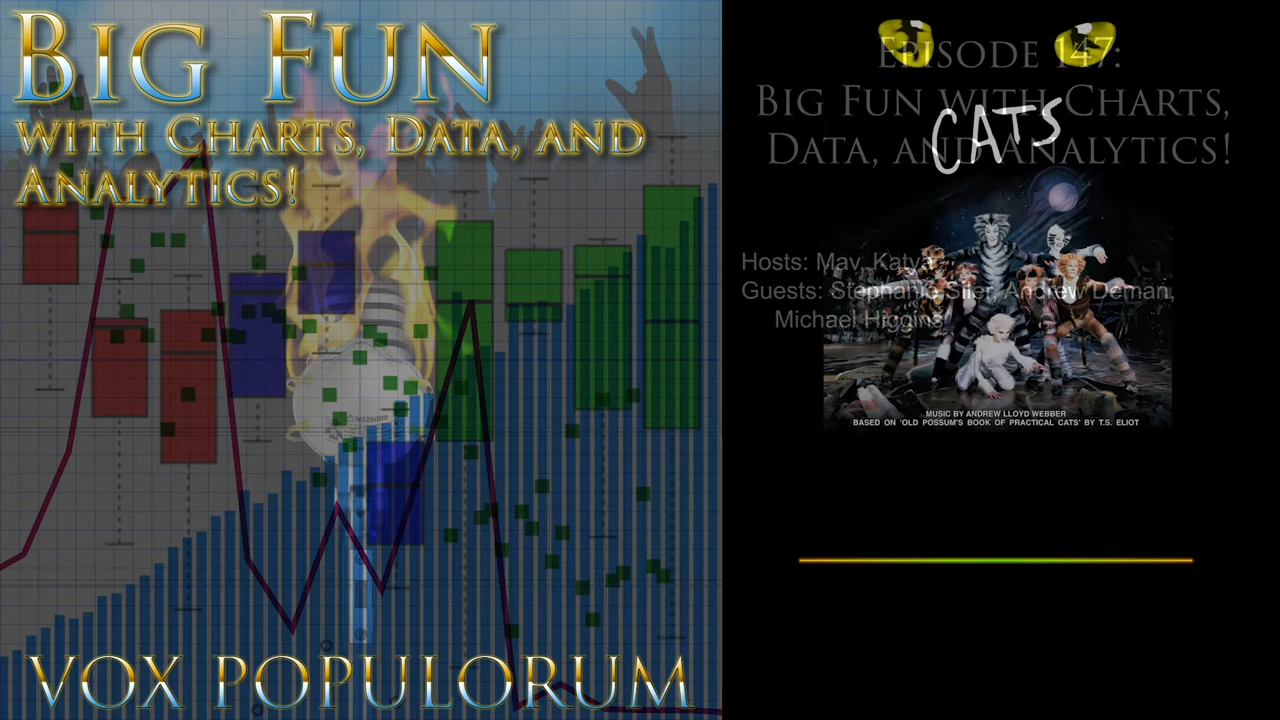 BIG FUN
WITH CHARTS, DATA, AND
ANALYTICS!
WARNING
VOX POPULORUM
EPISODE 147:
BIG FUN WITH CHARTS,
DATA, AND ANALYTICS!
CATS
Hosts: May, Katya
Guests: Stephanie Siler, Andrew Deman,
Michael Higgins
MUSIC BY ANDREW LLOYD WEBBER
BASED ON 'OLD POSSUM'S BOOK OF PRACTICAL CATS' BY T.S. ELIOT